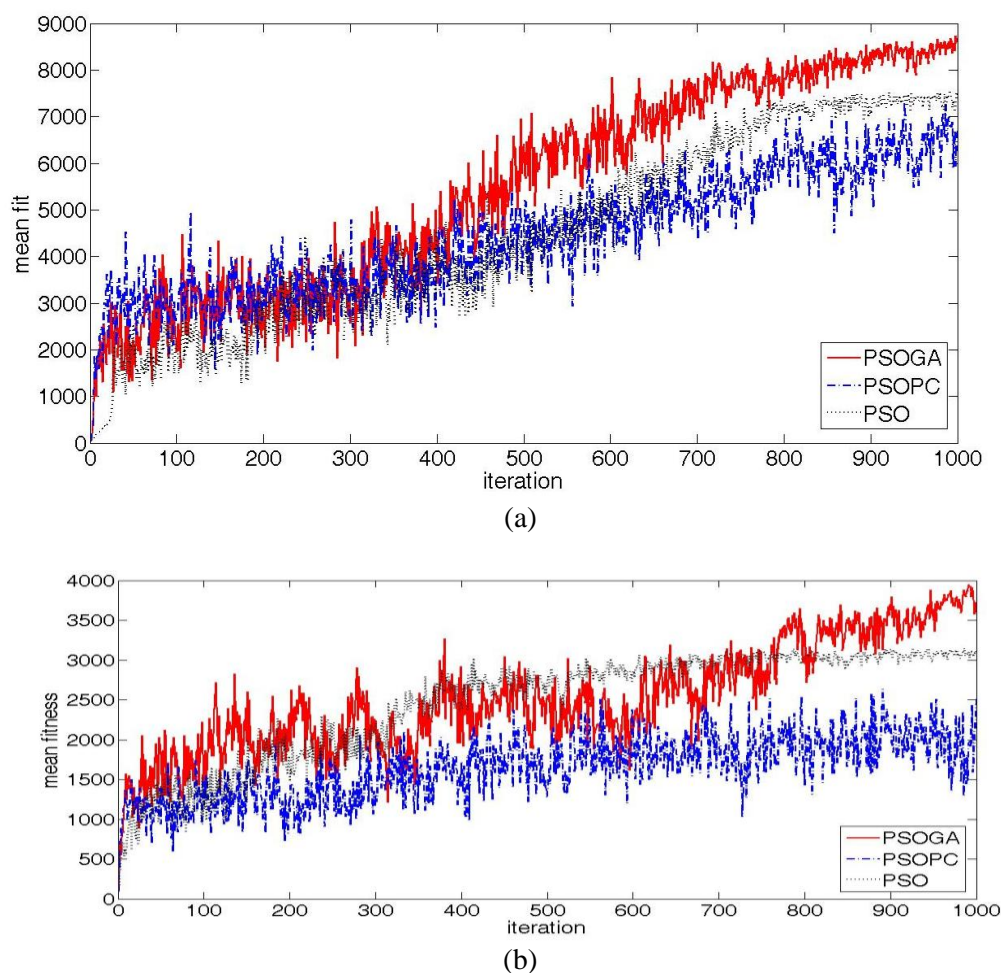 9000
8000
7000
6000
5000
4000
3000
2000
1000
0
mean fit
PSOGA
PSOPC
PSO
0 100 200 300 400 500 600 700 800 900 1000
iteration
(a)
4000
3500
3000
2500
2000
1500
1000
500
0
mean fitness
PSOGA
PSOPC
PSO
0 100 200 300 400 500 600 700 800 900 1000
iteration
(b)